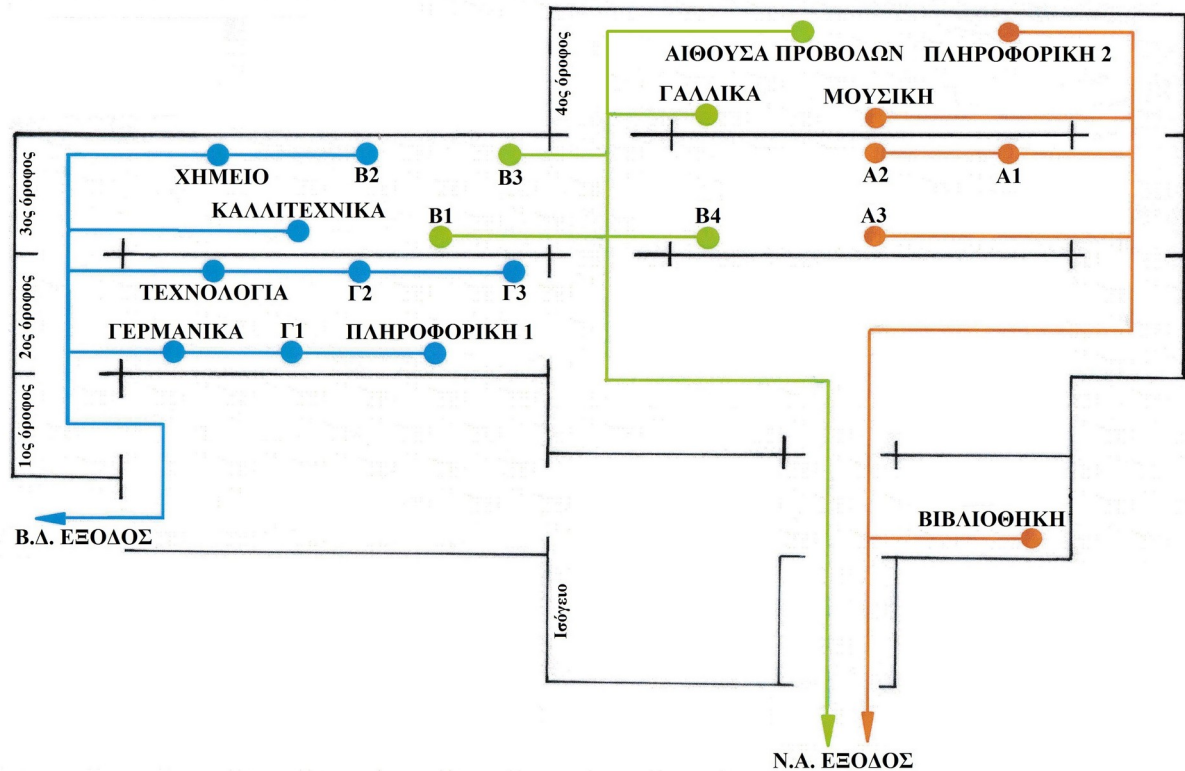 4ος όροφος
ΑΙΘΟΥΣΑ ΠΡΟΒΟΛΩΝ
ΠΛΗΡΟΦΟΡΙΚΗ 2
ΓΑΛΛΙΚΑ
ΜΟΥΣΙΚΗ
3ος όροφος
ΧΗΜΕΙΟ
Β2
Β3
Α2
Α1
ΚΑΛΛΙΤΕΧΝΙΚΑ
Β1
Β4
Α3
2ος όροφος
ΤΕΧΝΟΛΟΓΙΑ
Γ2
Γ3
ΓΕΡΜΑΝΙΚΑ
Γ1
ΠΛΗΡΟΦΟΡΙΚΗ 1
1ος όροφος
Β.Δ. ΕΞΟΔΟΣ
ΒΙΒΛΙΟΘΗΚΗ
Ισόγειο
Ν.Α. ΕΞΟΔΟΣ